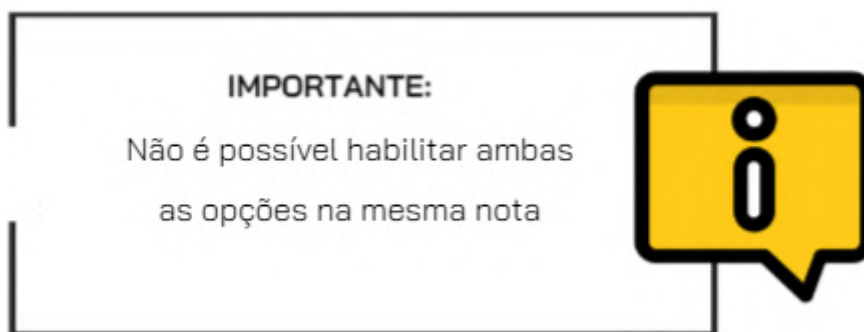 IMPORTANTE:
Não é possível habilitar ambas
as opções na mesma nota